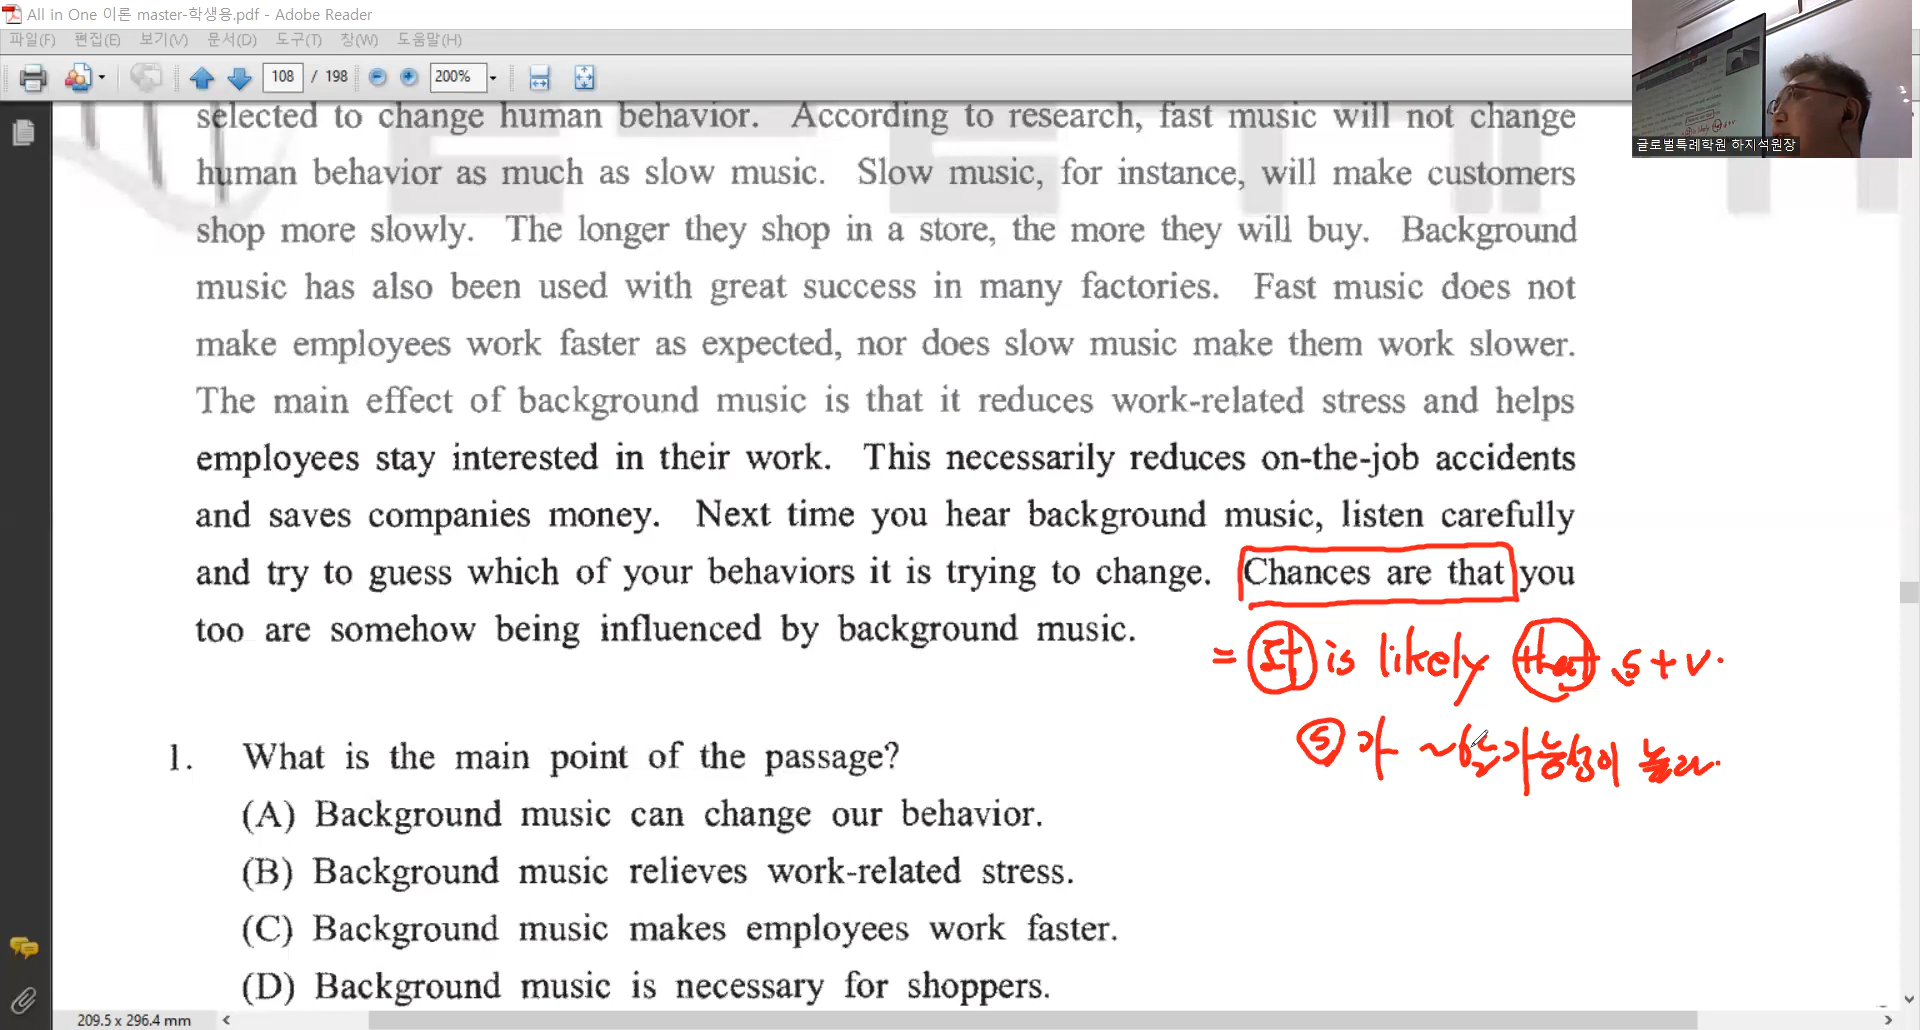 All in One 이론 master-학생용.pdf - Adobe Reader
파일(F) 편집(E) 보기(V) 문서(D) 도구(T) 창(W) 도움말(H)
108 / 198 200%
글로벌특례학원 하지석원장
selected to change human behavior. According to research, fast music will not change
human behavior as much as slow music. Slow music, for instance, will make customers
shop more slowly. The longer they shop in a store, the more they will buy. Background
music has also been used with great success in many factories. Fast music does not
make employees work faster as expected, nor does slow music make them work slower.
The main effect of background music is that it reduces work-related stress and helps
employees stay interested in their work. This necessarily reduces on-the-job accidents
and saves companies money. Next time you hear background music, listen carefully
and try to guess which of your behaviors it is trying to change. Chances are that you
too are somehow being influenced by background music.
= It is likely that s + v.
ⓢ가 ~할 가능성이 높다.
1. What is the main point of the passage?
(A) Background music can change our behavior.
(B) Background music relieves work-related stress.
(C) Background music makes employees work faster.
(D) Background music is necessary for shoppers.
209.5 x 296.4 mm